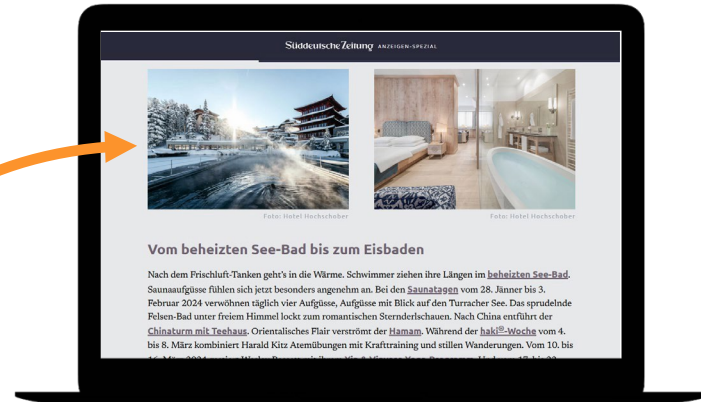 Süddeutsche Zeitung ANZEIGEN-SPEZIAL
Foto: Hotel Hochschober
Foto: Hotel Hochschober
Vom beheizten See-Bad bis zum Eisbaden
Nach dem Frischluft-Tanken geht's in die Wärme. Schwimmer ziehen ihre Längen im beheizten See-Bad.
Saunaaufgüsse fühlen sich jetzt besonders angenehm an. Bei den Saunatagen vom 28. Jänner bis 3.
Februar 2024 verwöhnen täglich vier Aufgüsse, Aufgüsse mit Blick auf den Turracher See. Das sprudelnde
Felsen-Bad unter freiem Himmel lockt zum romantischen Sternderlschauen. Nach China entführt der
Chinaturm mit Teehaus. Orientalisches Flair verströmt der Hamam. Während der haki®-Woche vom 4.
bis 8. März kombiniert Harald Kitz Atemübungen mit Krafttraining und stillen Wanderungen. Vom 10. bis